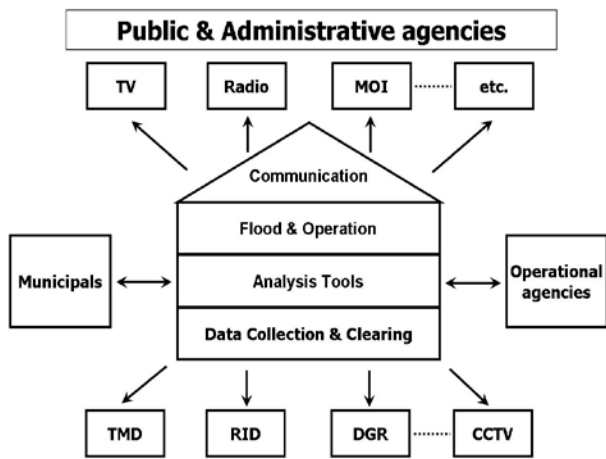 Public & Administrative agencies
TV
Radio
MOI
etc.
Communication
Flood & Operation
Municipals
Analysis Tools
Operational
agencies
Data Collection & Clearing
TMD
RID
DGR
CCTV